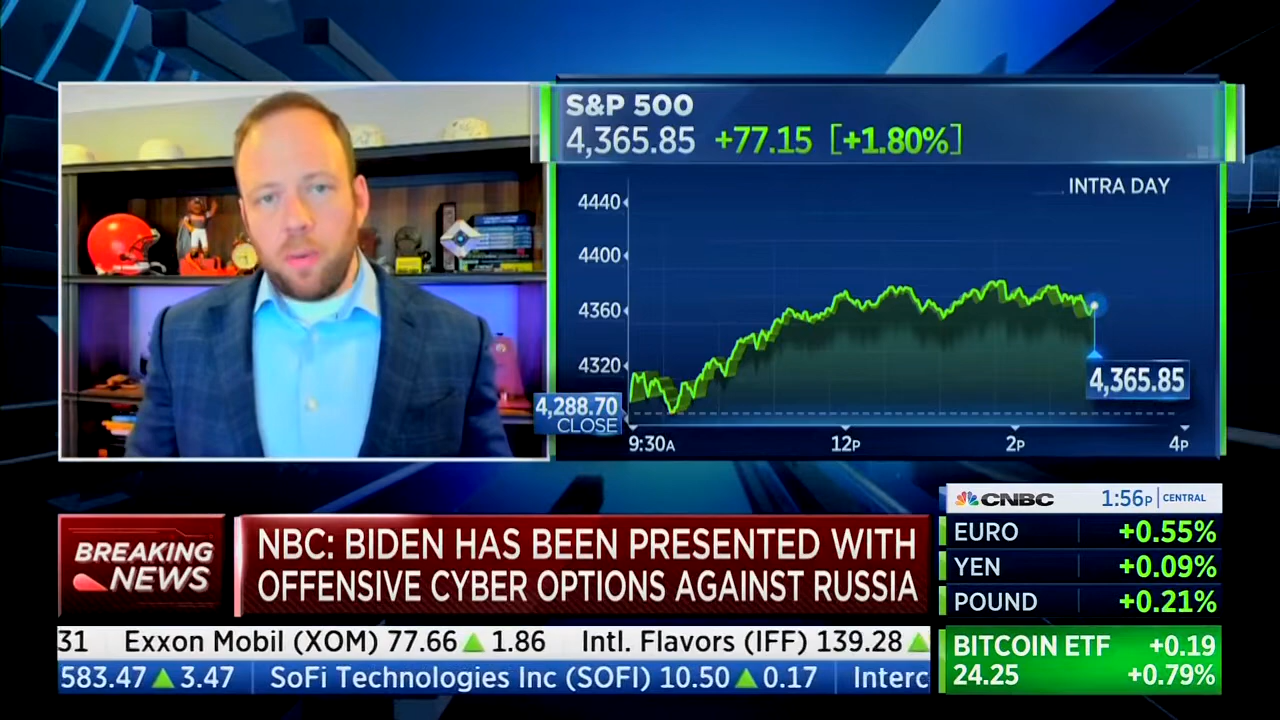 S&P 500
4,365.85 +77.15 [+1.80%]
INTRA DAY
4440
4400
4360
4320
4,288.70
CLOSE
4,365.85
9:30A 12P 2P 4P
BREAKING
NEWS
NBC: BIDEN HAS BEEN PRESENTED WITH
OFFENSIVE CYBER OPTIONS AGAINST RUSSIA
CNBC 1:56P CENTRAL
EURO +0.55%
YEN +0.09%
POUND +0.21%
BITCOIN ETF +0.19
24.25 +0.79%
31 Exxon Mobil (XOM) 77.66 ▲ 1.86 Intl. Flavors (IFF) 139.28 ▲
583.47 ▲ 3.47 SoFi Technologies Inc (SOFI) 10.50 ▲ 0.17 Interc